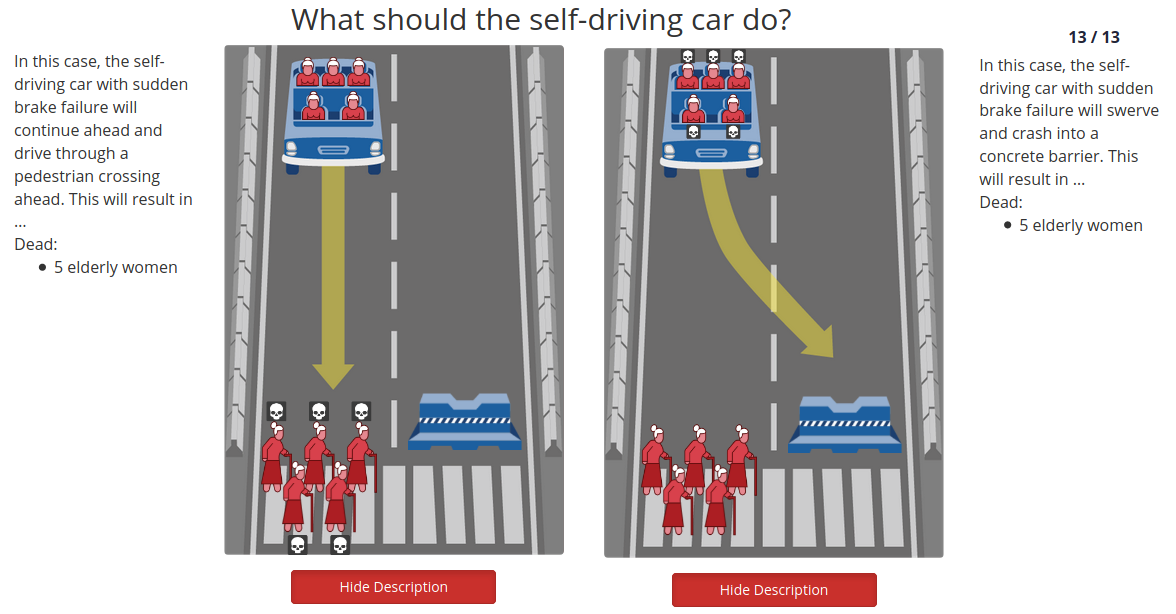 What should the self-driving car do?
13 / 13
In this case, the self-
driving car with sudden
brake failure will
continue ahead and
drive through a
pedestrian crossing
ahead. This will result in
...
Dead:
• 5 elderly women
In this case, the self-
driving car with sudden
brake failure will swerve
and crash into a
concrete barrier. This
will result in ...
Dead:
• 5 elderly women
Hide Description
Hide Description